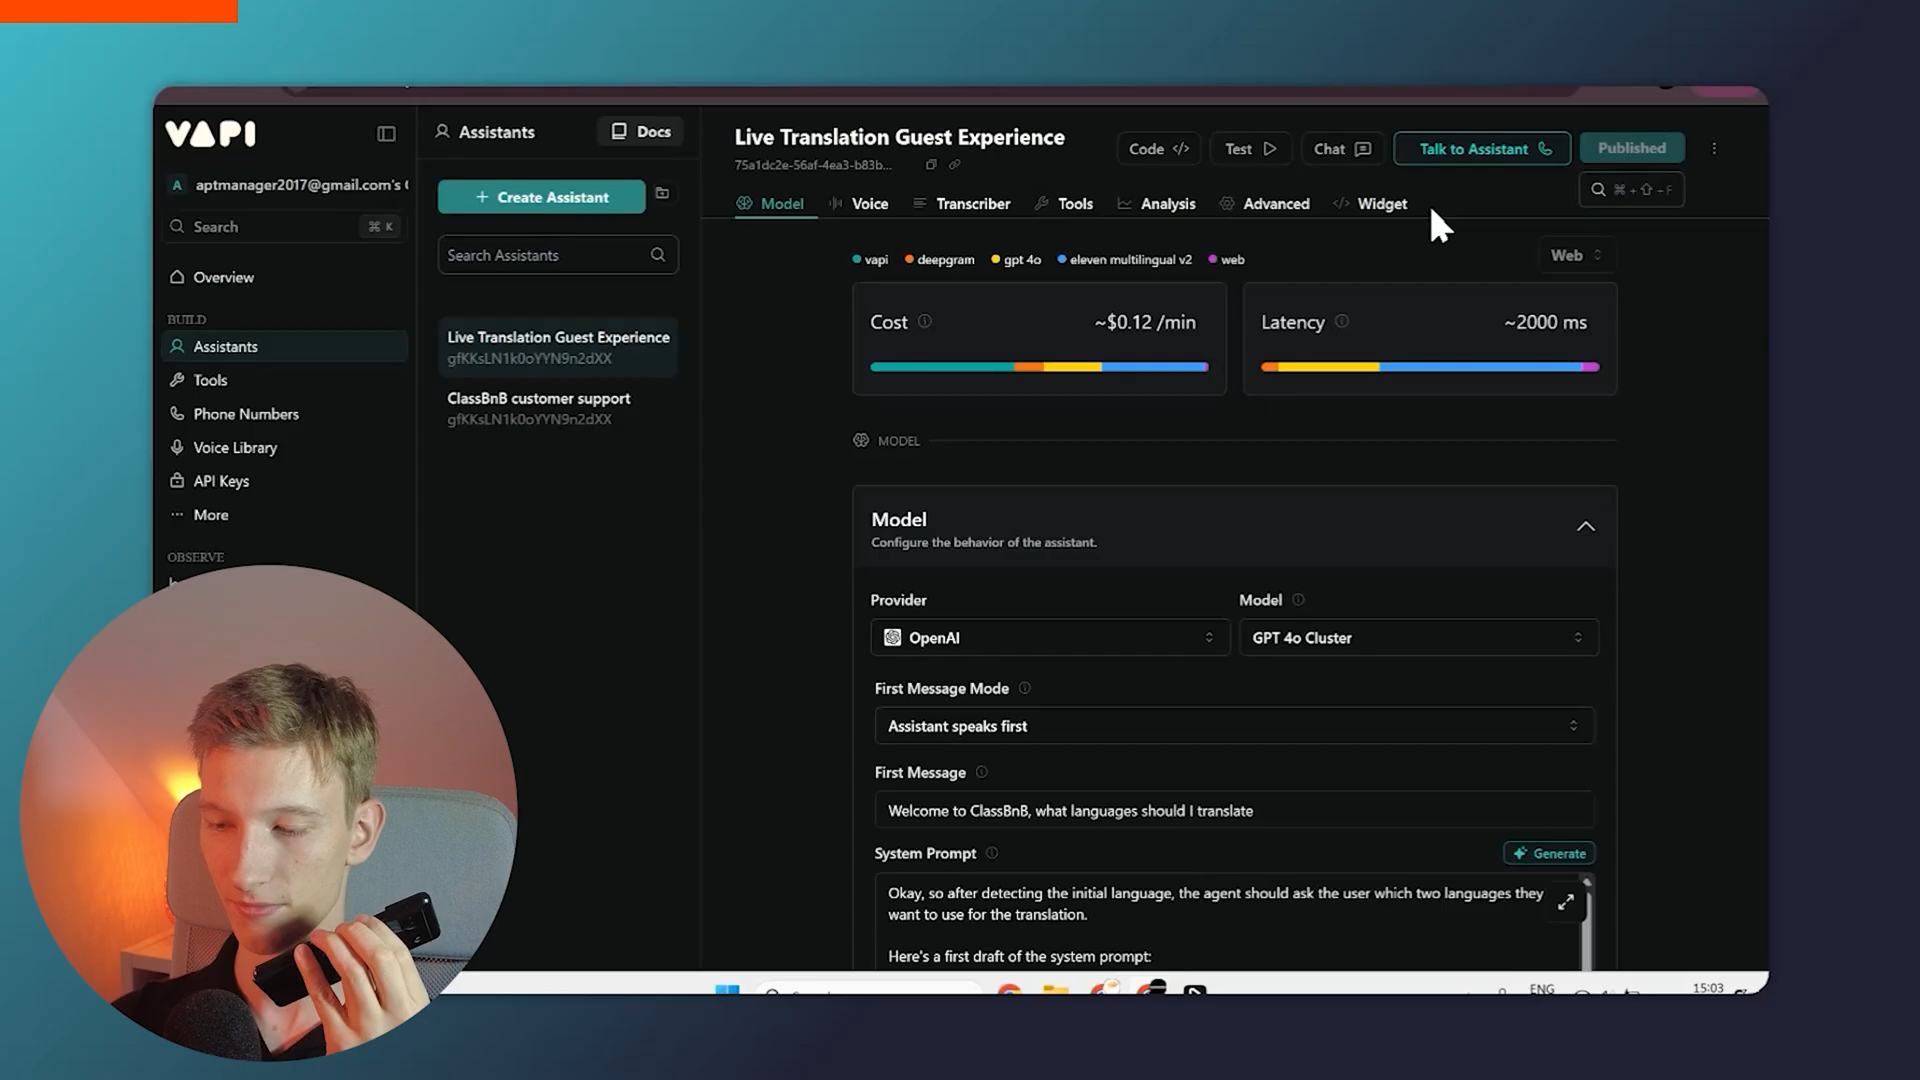 VAPI
aptmanager2017@gmail.com's
Search
⌘ K
Overview
BUILD
Assistants
Tools
Phone Numbers
Voice Library
API Keys
More
OBSERVE
Assistants
Docs
+ Create Assistant
Search Assistants
Live Translation Guest Experience
gfKKsLN1k0oYYN9n2dXX
ClassBnB customer support
gfKKsLN1k0oYYN9n2dXX
Live Translation Guest Experience
75a1dc2e-56af-4ea3-b83b...
Code </>
Test
Chat
Talk to Assistant
Published
⌘ + ⇧ + F
Model
Voice
Transcriber
Tools
Analysis
Advanced
</> Widget
vapi
deepgram
gpt 4o
eleven multilingual v2
web
Web
Cost
~$0.12 /min
Latency
~2000 ms
MODEL
Model
Configure the behavior of the assistant.
Provider
OpenAI
Model
GPT 4o Cluster
First Message Mode
Assistant speaks first
First Message
Welcome to ClassBnB, what languages should I translate
System Prompt
Generate
Okay, so after detecting the initial language, the agent should ask the user which two languages they
want to use for the translation.
Here's a first draft of the system prompt:
ENG
15:03